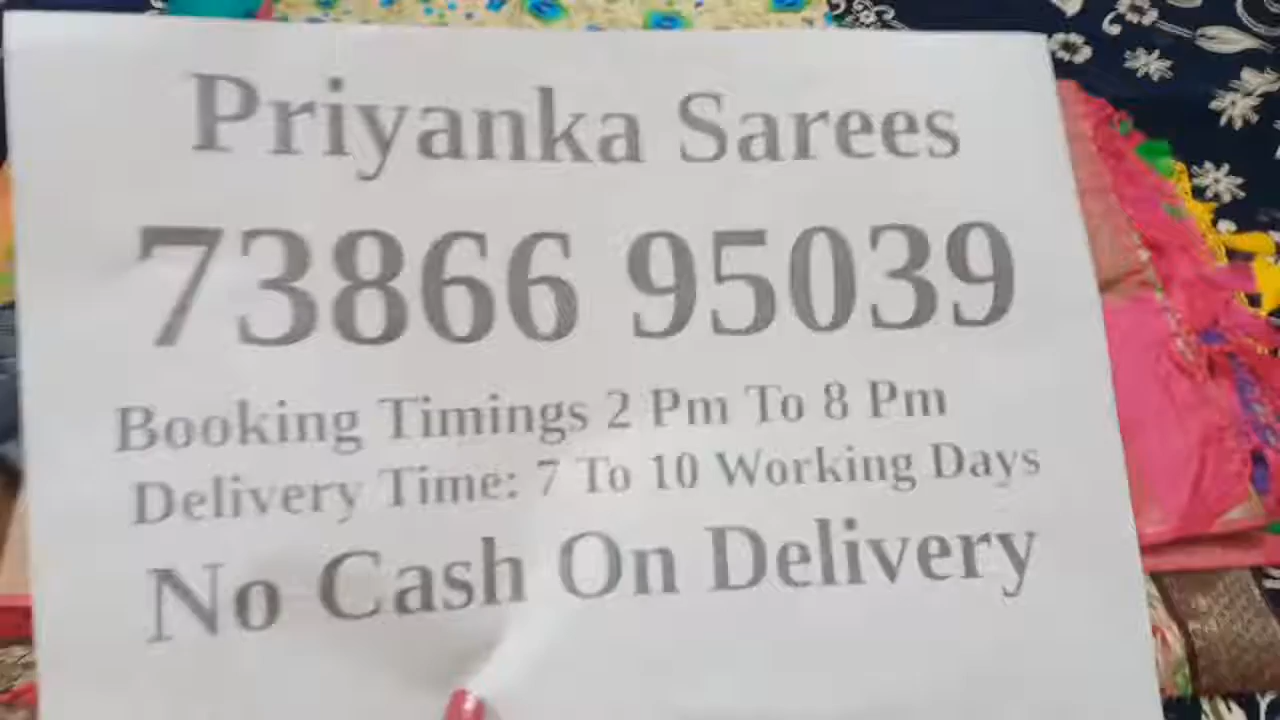 Priyanka Sarees
73866 95039
Booking Timings 2 Pm To 8 Pm
Delivery Time: 7 To 10 Working Days
No Cash On Delivery